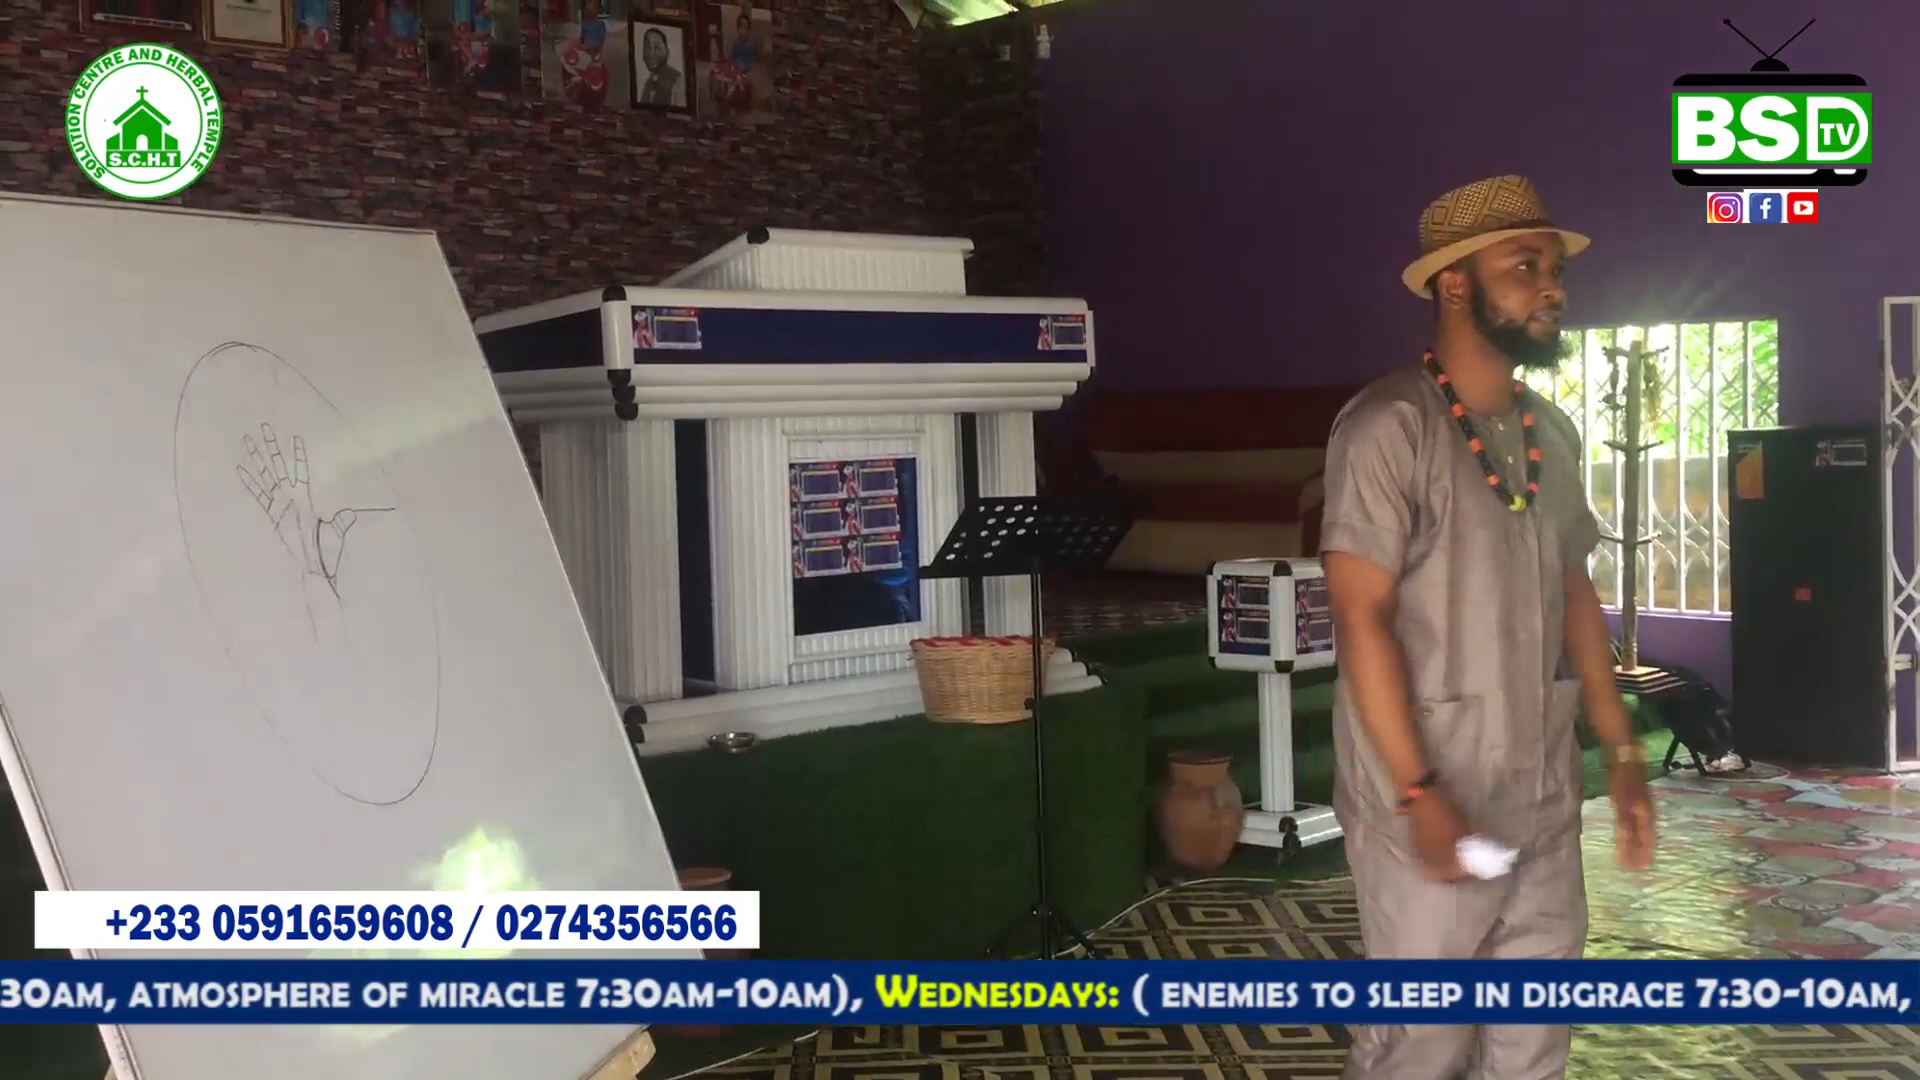 SOLUTION CENTRE AND HERBAL TEMPLE
S.C.H.T
BSD TV
+233 0591659608 / 0274356566
30AM, ATMOSPHERE OF MIRACLE 7:30AM-10AM), WEDNESDAYS: ( ENEMIES TO SLEEP IN DISGRACE 7:30-10AM,